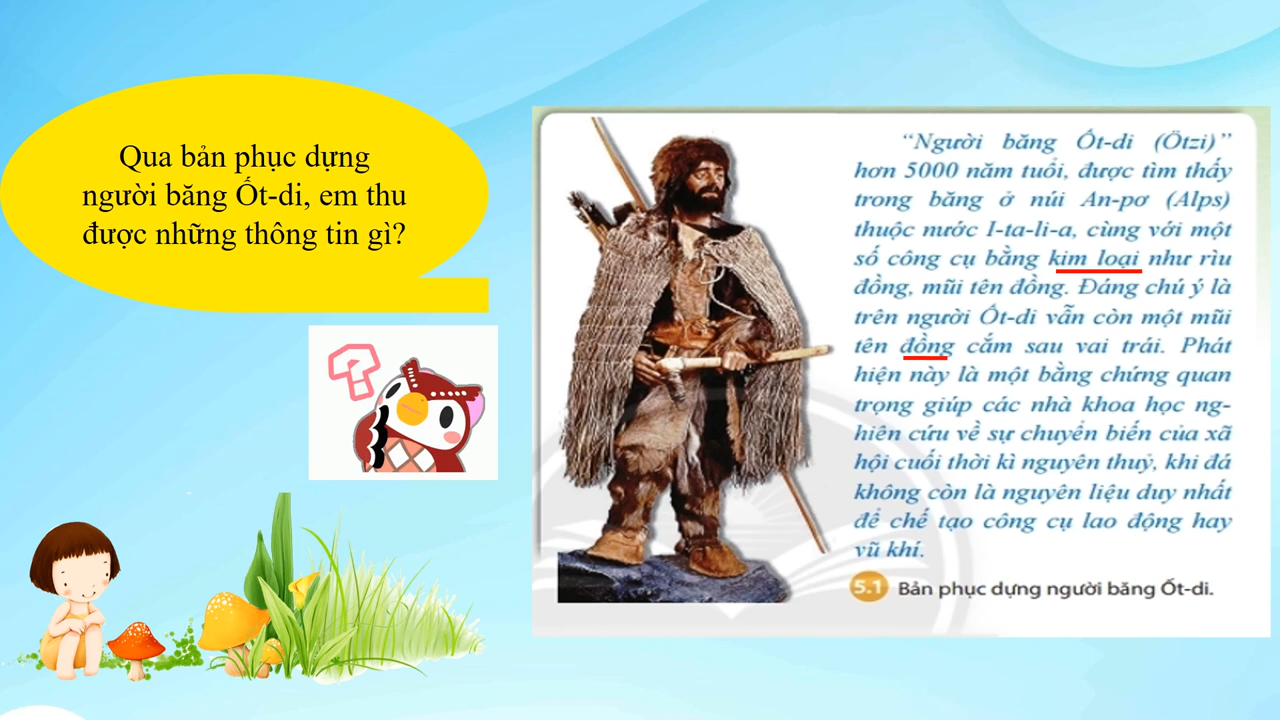 Qua bản phục dựng
người băng Ốt-di, em thu
được những thông tin gì?
“Người băng Ốt-di (Ötzi)”
hơn 5000 năm tuổi, được tìm thấy
trong băng ở núi An-pơ (Alps)
thuộc nước I-ta-li-a, cùng với một
số công cụ bằng kim loại như rìu
đồng, mũi tên đồng. Đáng chú ý là
trên người Ốt-di vẫn còn một mũi
tên đồng cắm sau vai trái. Phát
hiện này là một bằng chứng quan
trọng giúp các nhà khoa học ng-
hiên cứu về sự chuyển biến của xã
hội cuối thời kì nguyên thuỷ, khi đá
không còn là nguyên liệu duy nhất
để chế tạo công cụ lao động hay
vũ khí.
5.1 Bản phục dựng người băng Ốt-di.